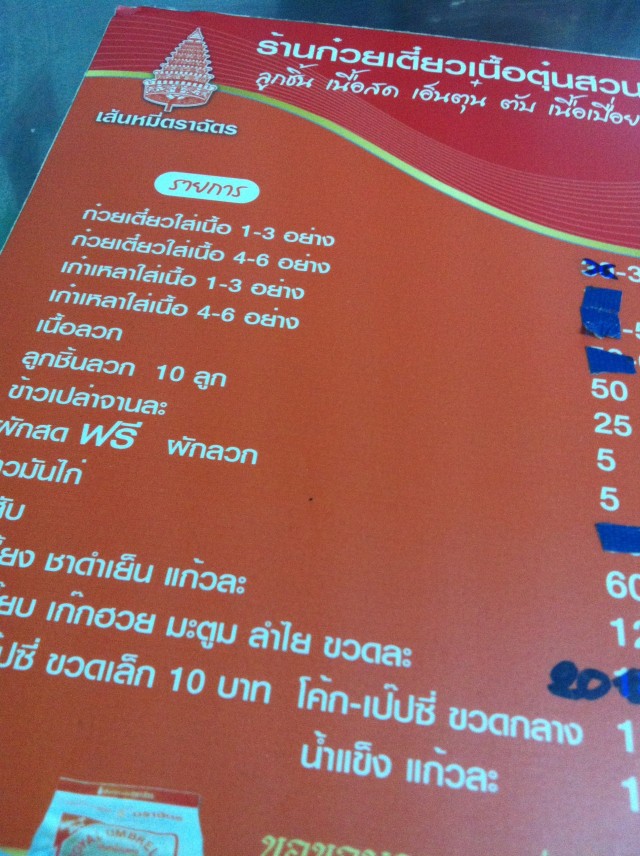 ร้านก๋วยเตี๋ยวเนื้อตุ๋นสวน
ลูกชิ้น เนื้อสด เอ็นตุ๋น ตับ เนื้อเปื่อย
เส้นหมี่ตราฉัตร
รายการ
ก๋วยเตี๋ยวใส่เนื้อ 1-3 อย่าง
ก๋วยเตี๋ยวใส่เนื้อ 4-6 อย่าง
เก๋าเหลาใส่เนื้อ 1-3 อย่าง
เก๋าเหลาใส่เนื้อ 4-6 อย่าง
เนื้อลวก 50
ลูกชิ้นลวก 10 ลูก 25
ข้าวเปล่าจานละ 5
ผักสด ฟรี ผักลวก 5
วมันไก่
สับ 60
ชาดำเย็น แก้วละ 12
เก๊กฮวย มะตูม ลำไย ขวดละ 20
ขวดเล็ก 10 บาท โค้ก-เป๊ปซี่ ขวดกลาง 1
น้ำแข็ง แก้วละ 1